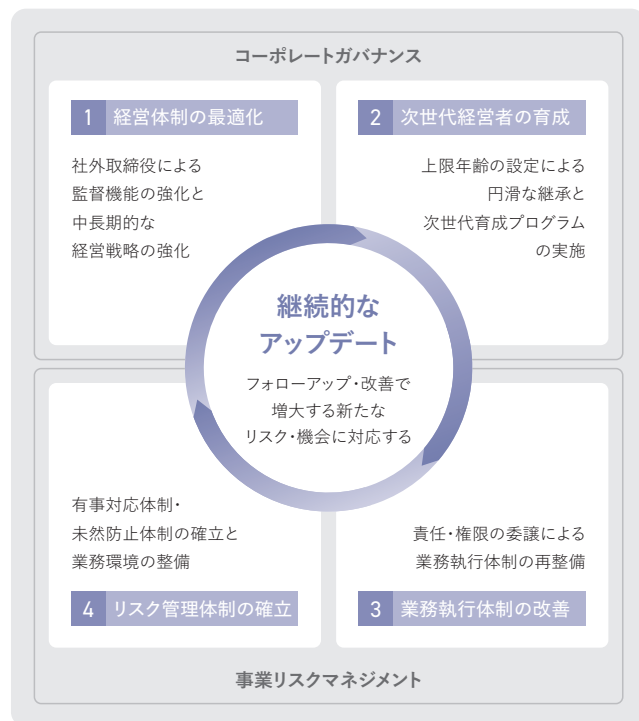 コーポレートガバナンス
1 経営体制の最適化
社外取締役による
監督機能の強化と
中長期的な
経営戦略の強化
2 次世代経営者の育成
上限年齢の設定による
円滑な継承と
次世代育成プログラム
の実施
継続的な
アップデート
フォローアップ・改善で
増大する新たな
リスク・機会に対応する
有事対応体制・
未然防止体制の確立と
業務環境の整備
4 リスク管理体制の確立
責任・権限の委譲による
業務執行体制の再整備
3 業務執行体制の改善
事業リスクマネジメント